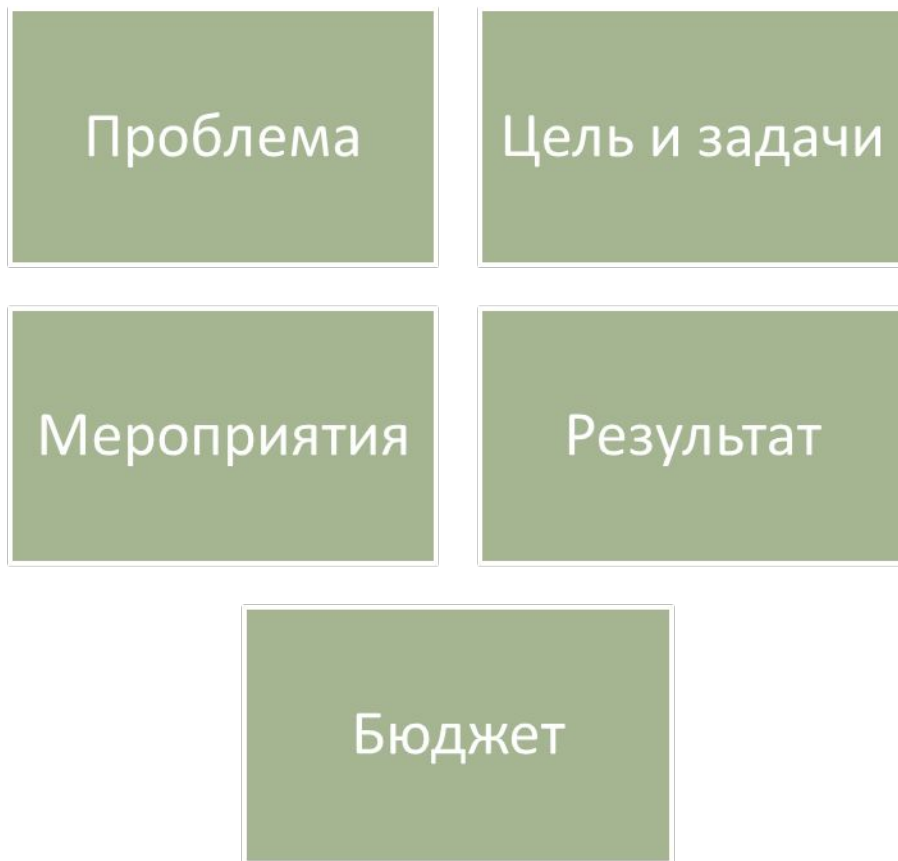 Проблема
Цель и задачи
Мероприятия
Результат
Бюджет